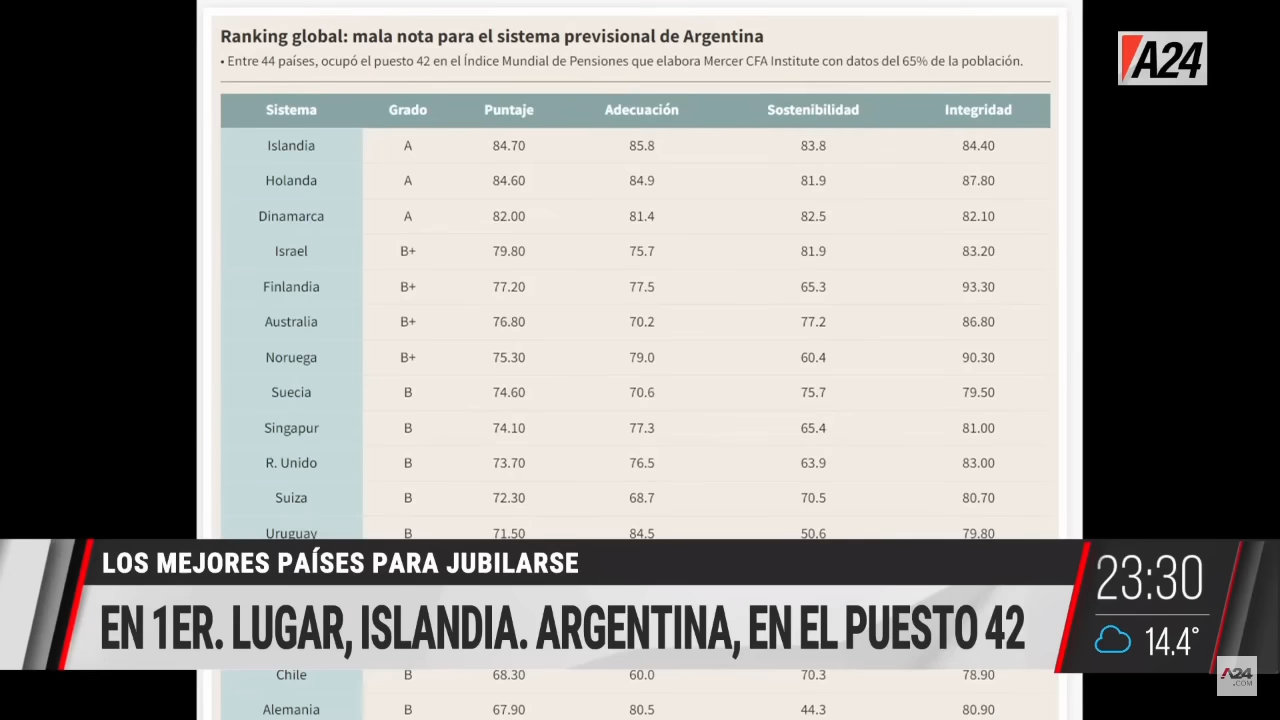 Ranking global: mala nota para el sistema previsional de Argentina
• Entre 44 países, ocupó el puesto 42 en el Índice Mundial de Pensiones que elabora Mercer CFA Institute con datos del 65% de la población.
A24
Sistema Grado Puntaje Adecuación Sostenibilidad Integridad
Islandia A 84.70 85.8 83.8 84.40
Holanda A 84.60 84.9 81.9 87.80
Dinamarca A 82.00 81.4 82.5 82.10
Israel B+ 79.80 75.7 81.9 83.20
Finlandia B+ 77.20 77.5 65.3 93.30
Australia B+ 76.80 70.2 77.2 86.80
Noruega B+ 75.30 79.0 60.4 90.30
Suecia B 74.60 70.6 75.7 79.50
Singapur B 74.10 77.3 65.4 81.00
R. Unido B 73.70 76.5 63.9 83.00
Suiza B 72.30 68.7 70.5 80.70
Uruguay B 71.50 84.5 50.6 79.80
LOS MEJORES PAÍSES PARA JUBILARSE
EN 1ER. LUGAR, ISLANDIA. ARGENTINA, EN EL PUESTO 42
23:30
14.4°
Chile B 68.30 60.0 70.3 78.90
A24
.COM
Alemania B 67.90 80.5 44.3 80.90